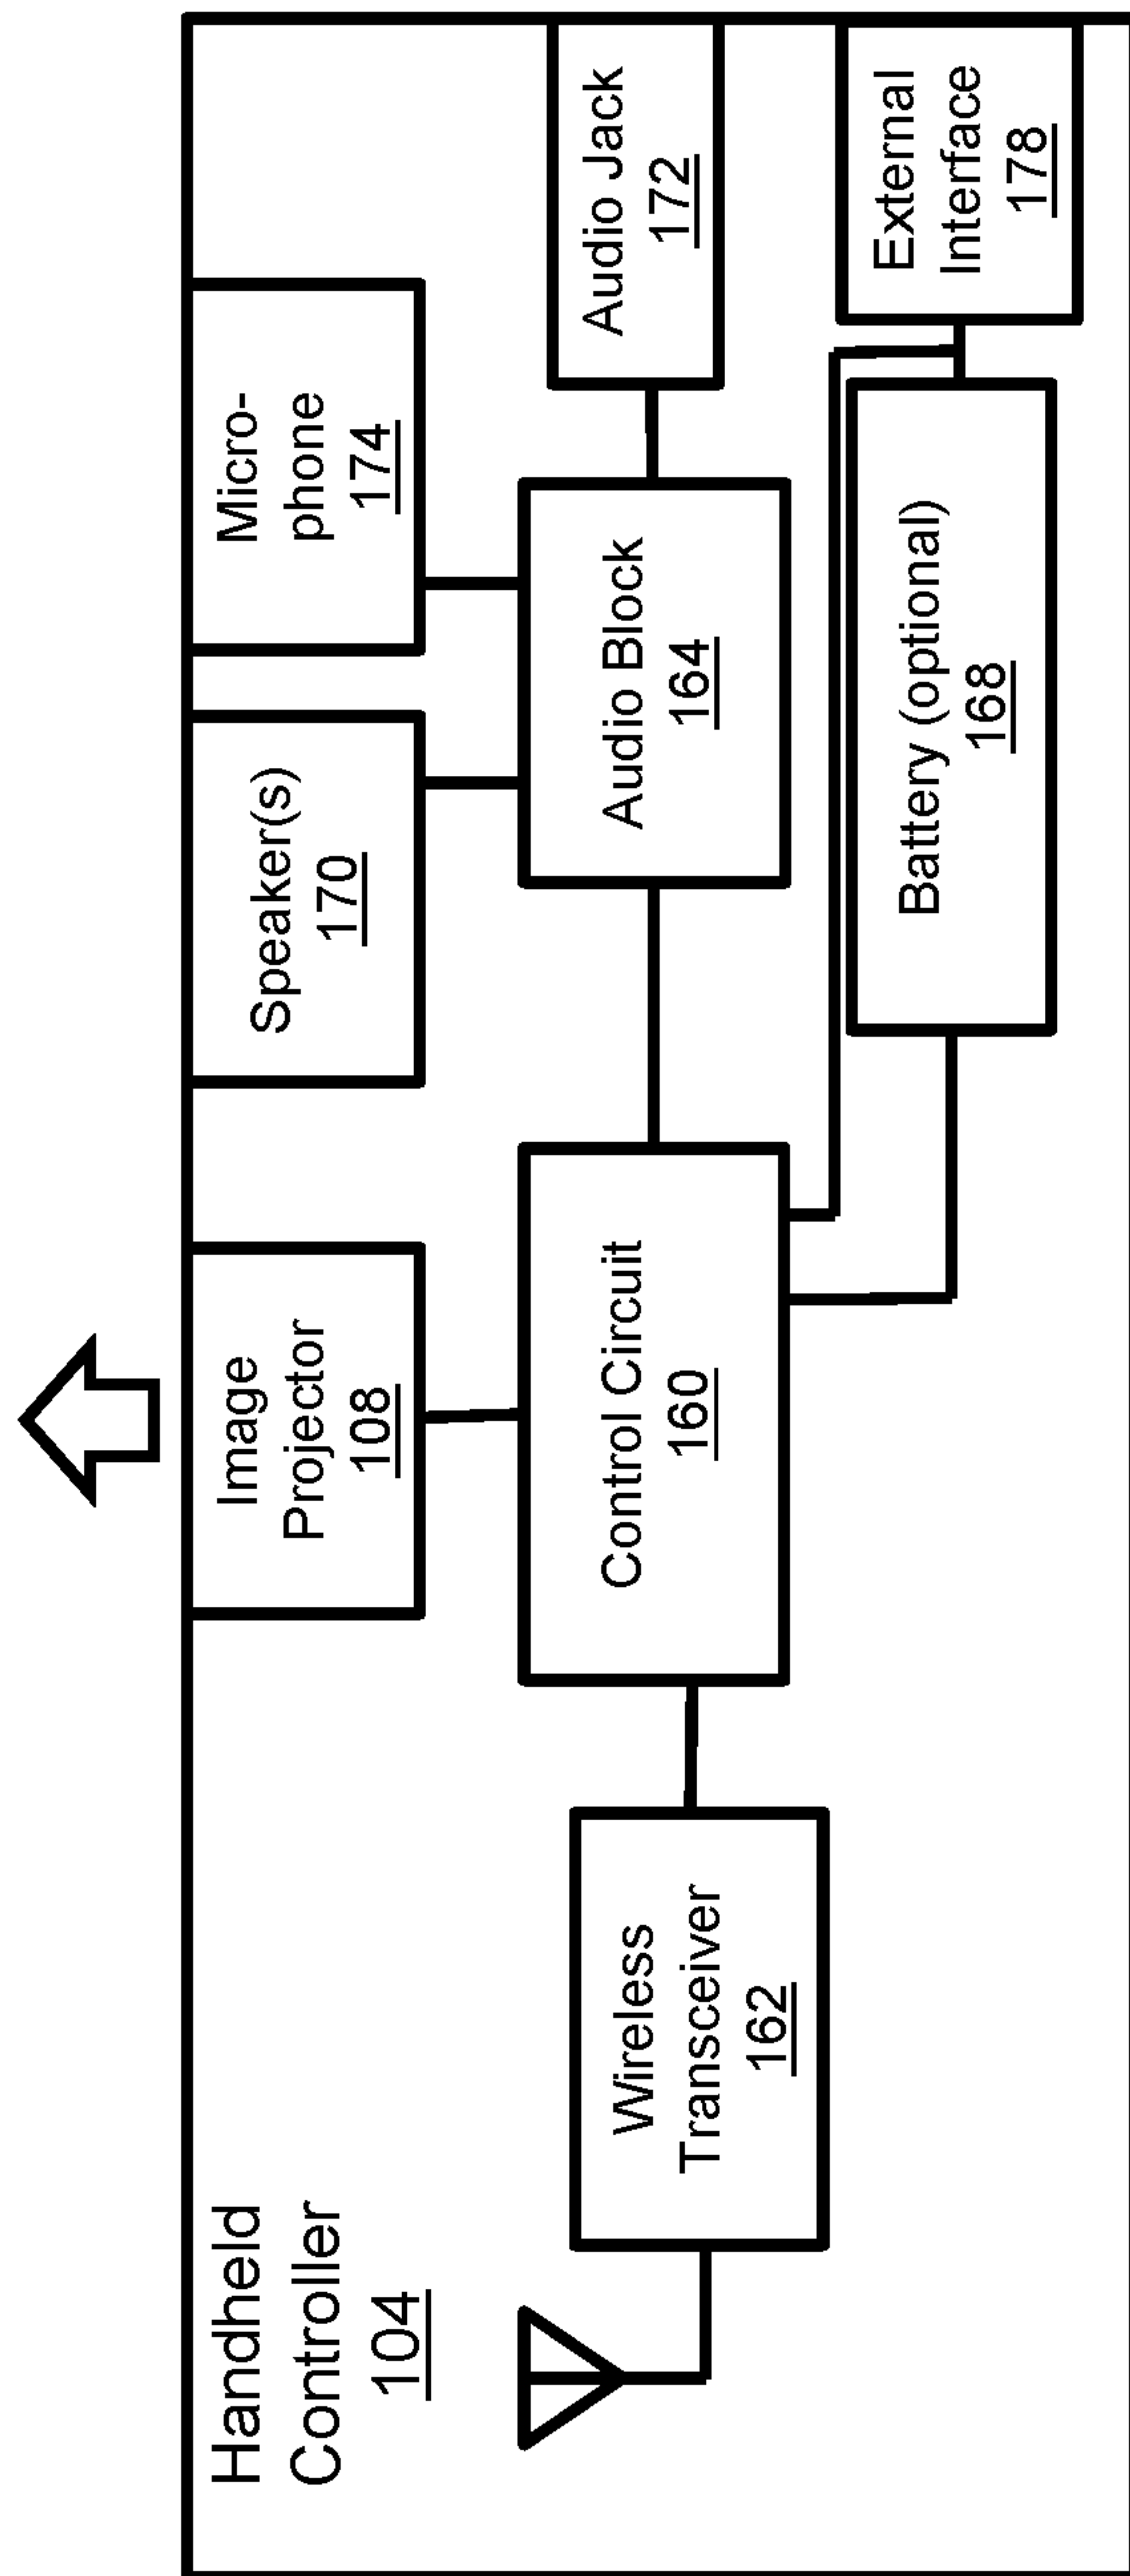 Handheld
Controller
104
Image
Projector
108
Speaker(s)
170
Micro-
phone
174
Wireless
Transceiver
162
Control Circuit
160
Audio Block
164
Audio Jack
172
Battery (optional)
168
External
Interface
178